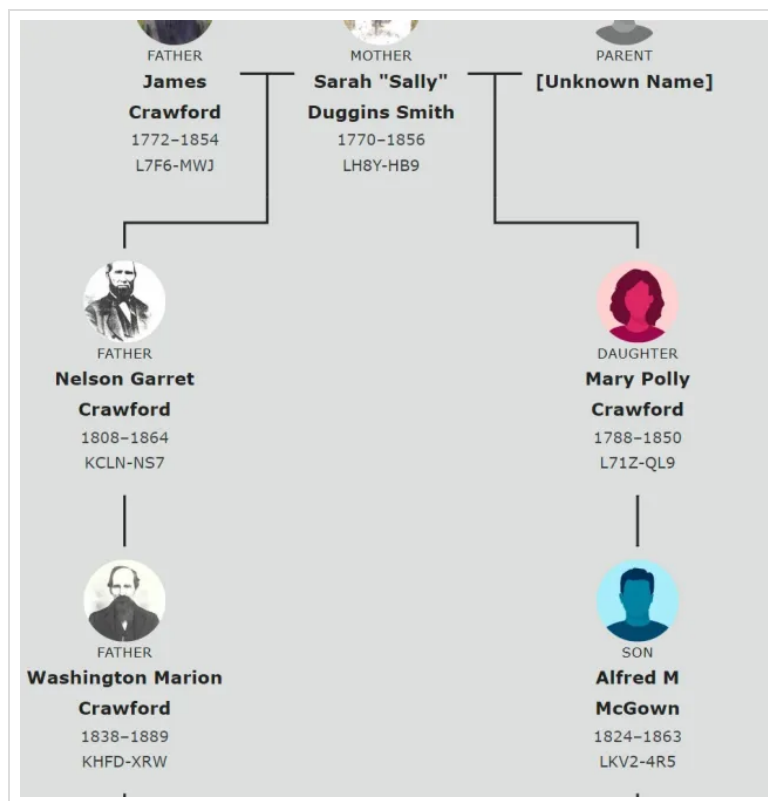 FATHER
James
Crawford
1772–1854
L7F6-MWJ
MOTHER
Sarah "Sally"
Duggins Smith
1770–1856
LH8Y-HB9
PARENT
[Unknown Name]
FATHER
Nelson Garret
Crawford
1808–1864
KCLN-NS7
DAUGHTER
Mary Polly
Crawford
1788–1850
L71Z-QL9
FATHER
Washington Marion
Crawford
1838–1889
KHFD-XRW
SON
Alfred M
McGown
1824–1863
LKV2-4R5